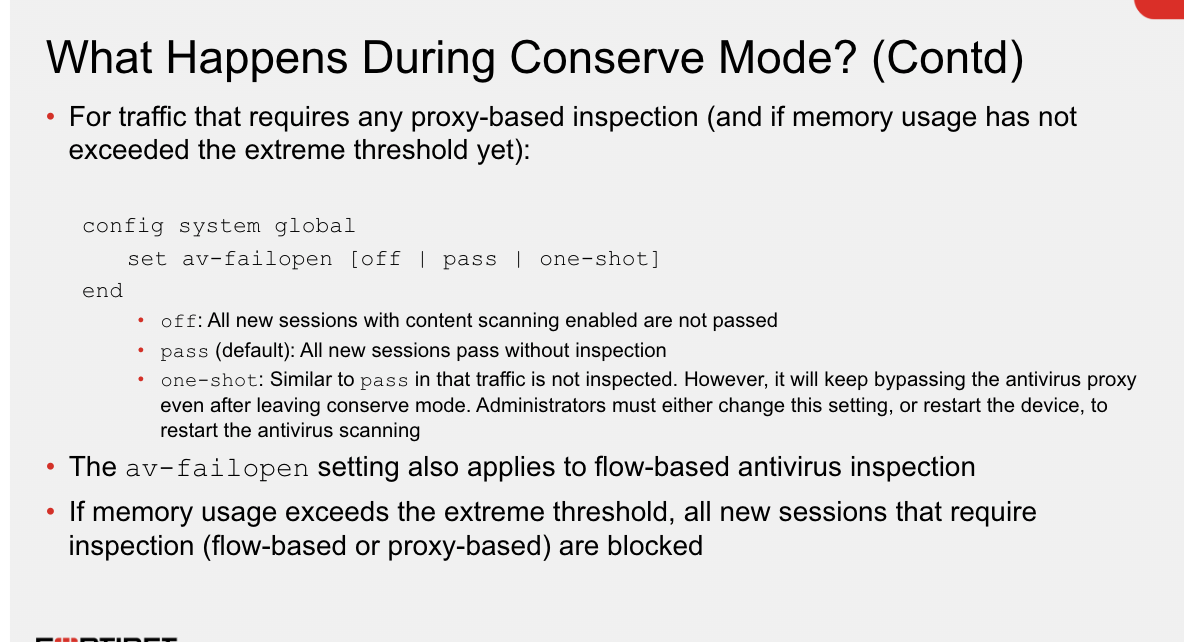 What Happens During Conserve Mode? (Contd)
• For traffic that requires any proxy-based inspection (and if memory usage has not
exceeded the extreme threshold yet):
config system global
set av-failopen [off | pass | one-shot]
end
• off: All new sessions with content scanning enabled are not passed
• pass (default): All new sessions pass without inspection
• one-shot: Similar to pass in that traffic is not inspected. However, it will keep bypassing the antivirus proxy
even after leaving conserve mode. Administrators must either change this setting, or restart the device, to
restart the antivirus scanning
• The av-failopen setting also applies to flow-based antivirus inspection
• If memory usage exceeds the extreme threshold, all new sessions that require
inspection (flow-based or proxy-based) are blocked